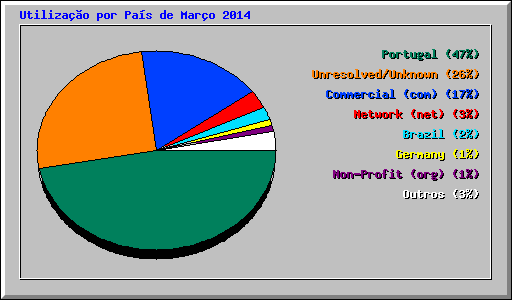 Utilização por País de Março 2014
Portugal (47%)
Unresolved/Unknown (26%)
Commercial (com) (17%)
Network (net) (3%)
Brazil (2%)
Germany (1%)
Non-Profit (org) (1%)
Outros (3%)